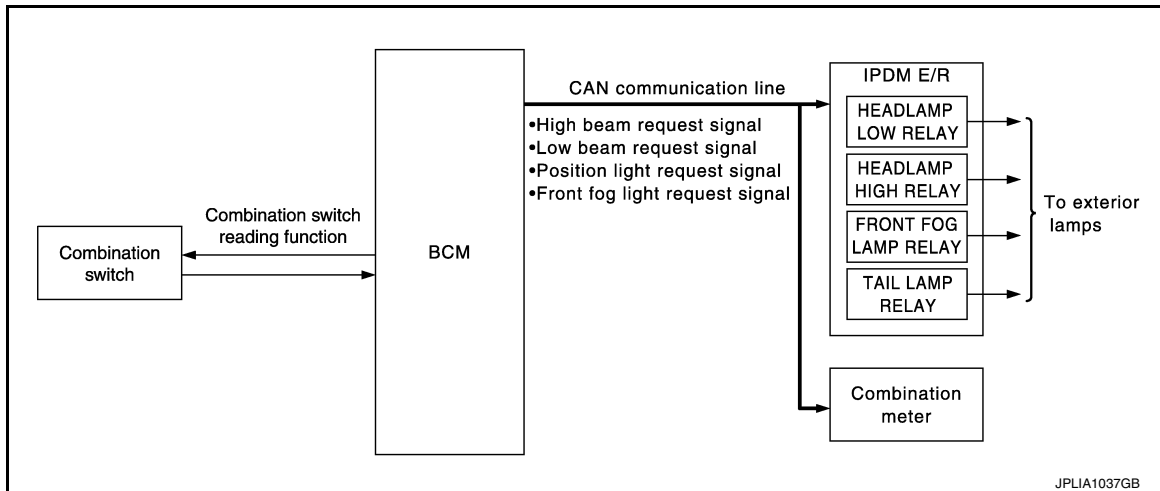 Combination
switch
Combination switch
reading function
BCM
CAN communication line
•High beam request signal
•Low beam request signal
•Position light request signal
•Front fog light request signal
IPDM E/R
HEADLAMP
LOW RELAY
HEADLAMP
HIGH RELAY
FRONT FOG
LAMP RELAY
TAIL LAMP
RELAY
To exterior
lamps
Combination
meter
JPLIA1037GB